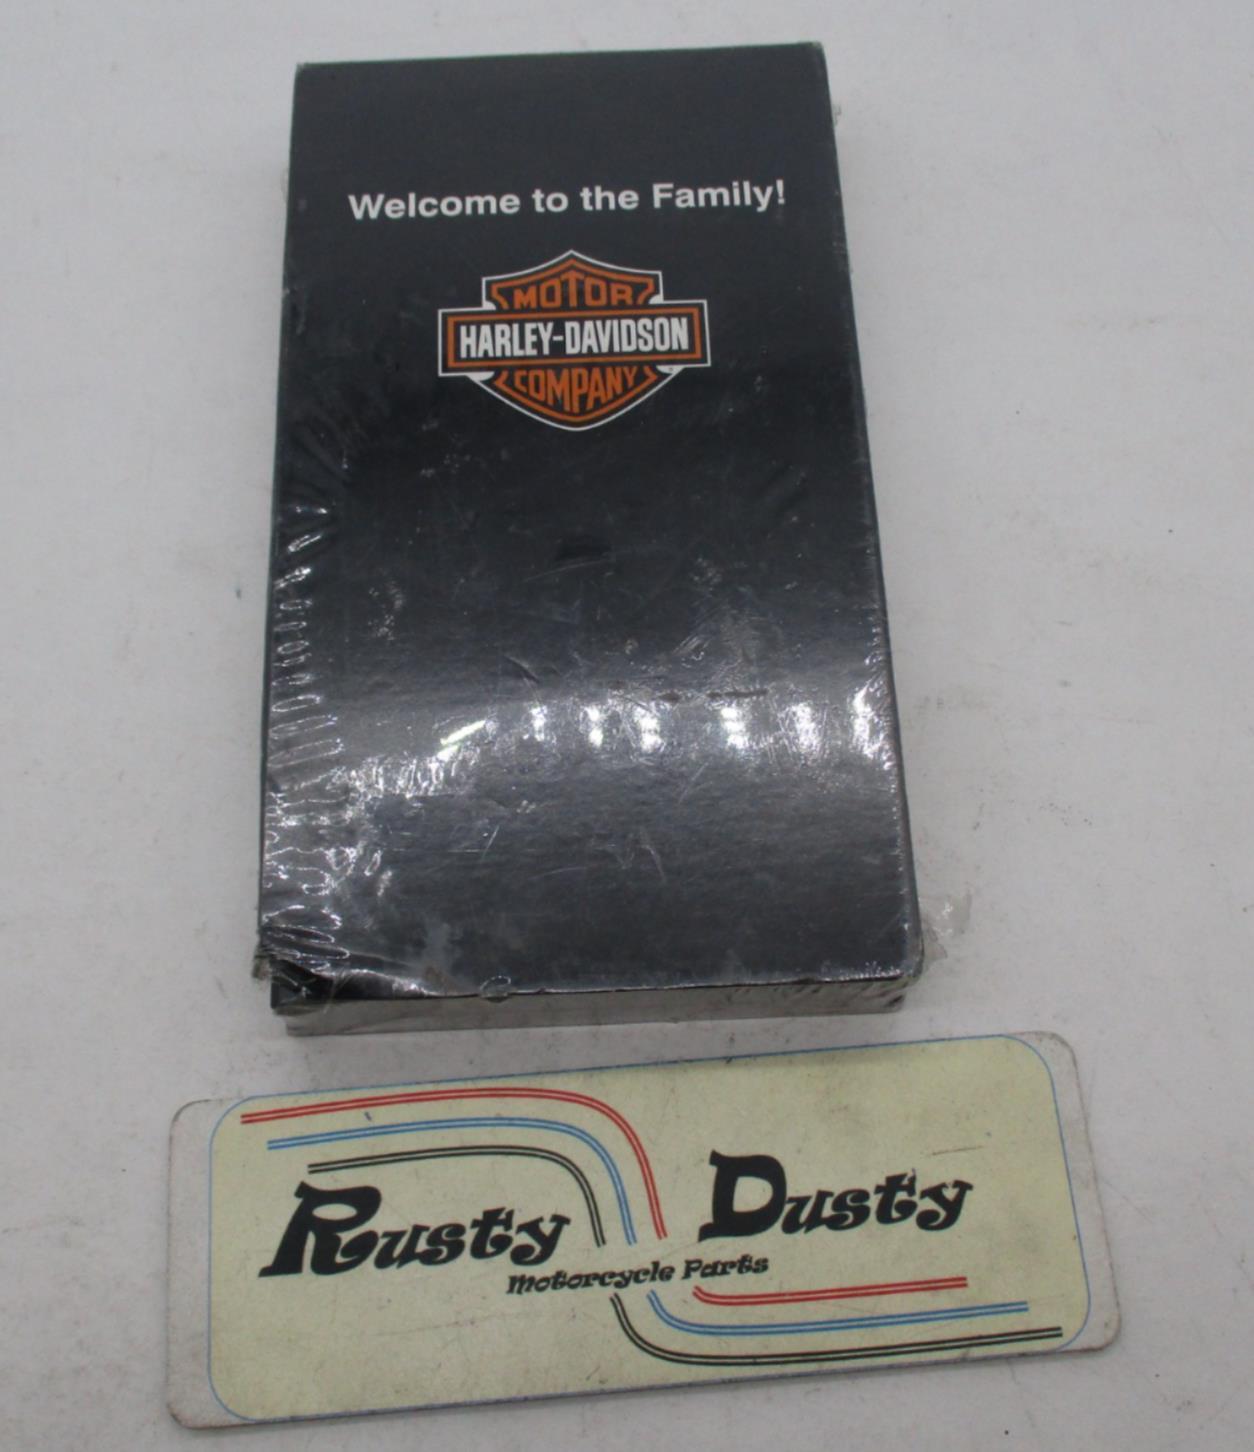 Welcome to the Family!
MOTOR
HARLEY-DAVIDSON
COMPANY
Rusty Dusty
Motorcycle Parts